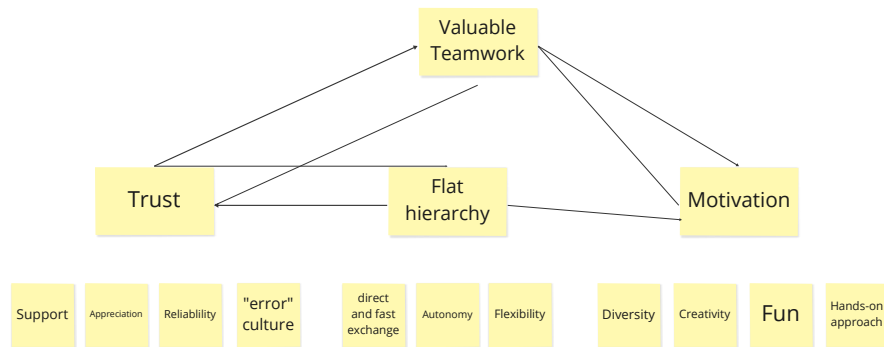 Valuable
Teamwork
Trust
Flat
hierarchy
Motivation
Support
Appreciation
Reliablility
"error"
culture
direct
and fast
exchange
Autonomy
Flexibility
Diversity
Creativity
Fun
Hands-on
approach